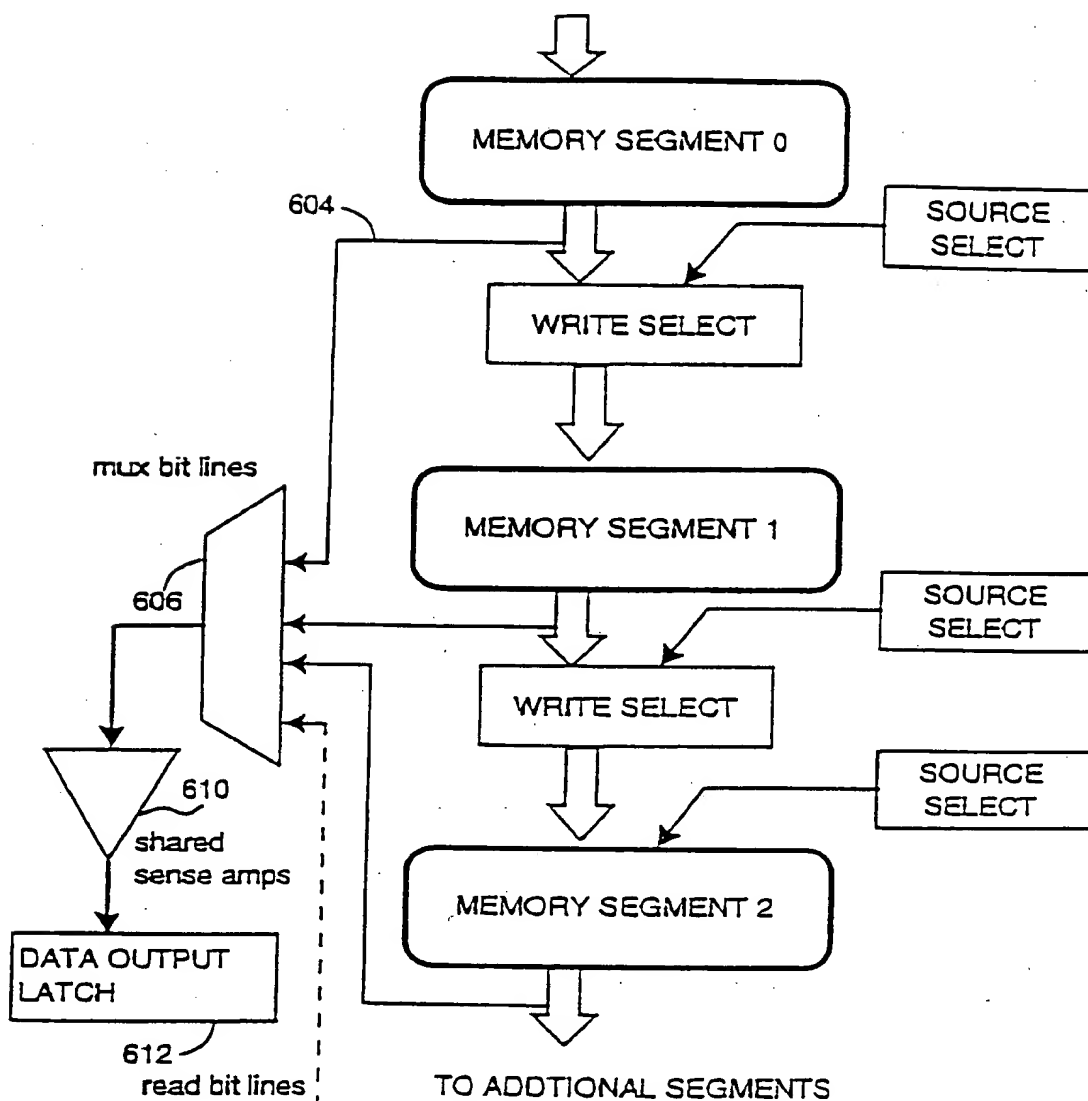 MEMORY SEGMENT 0
604
SOURCE
SELECT
WRITE SELECT
mux bit lines
MEMORY SEGMENT 1
606
SOURCE
SELECT
WRITE SELECT
SOURCE
SELECT
610
shared
sense amps
MEMORY SEGMENT 2
DATA OUTPUT
LATCH
612
read bit lines
TO ADDTIONAL SEGMENTS